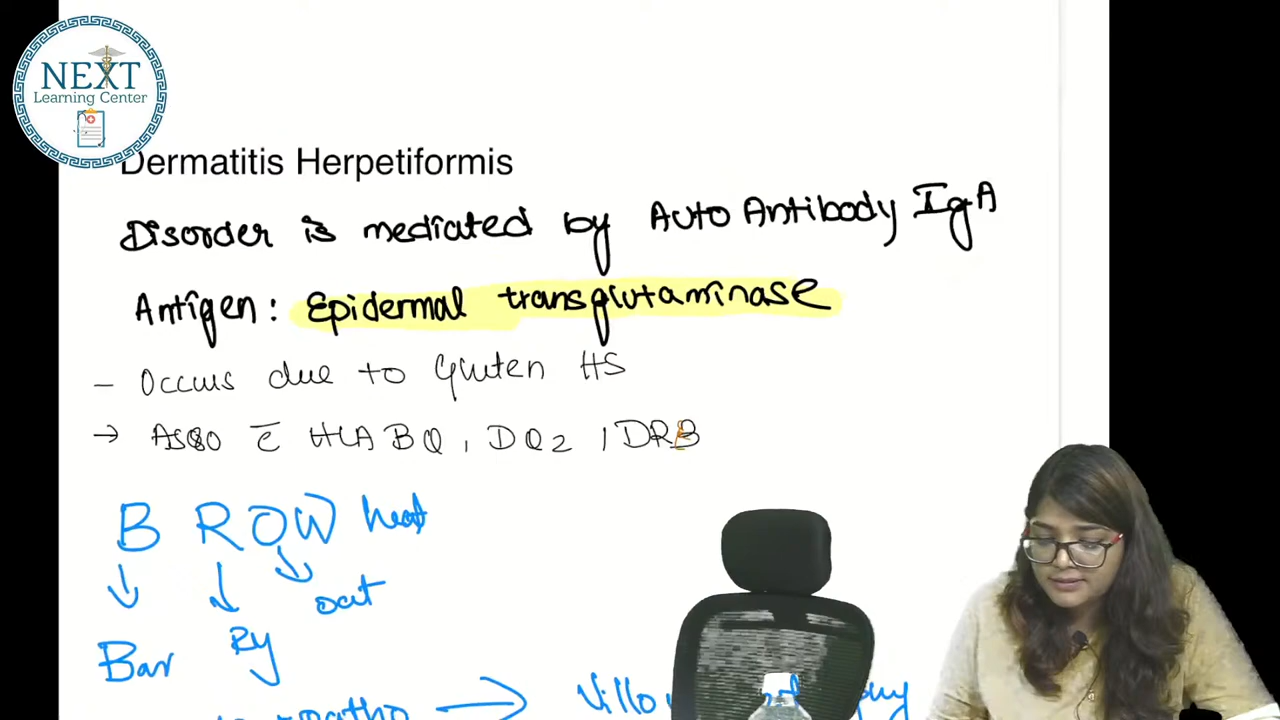 NEXT
Learning Center
Dermatitis Herpetiformis
Disorder is mediated by Auto Antibody IgA
Antigen: Epidermal transglutaminase
- Occurs due to Gluten HS
→ Asso c̄ HLA B8, DQ2, DR3
B R O W heat
oat
Bar Ry